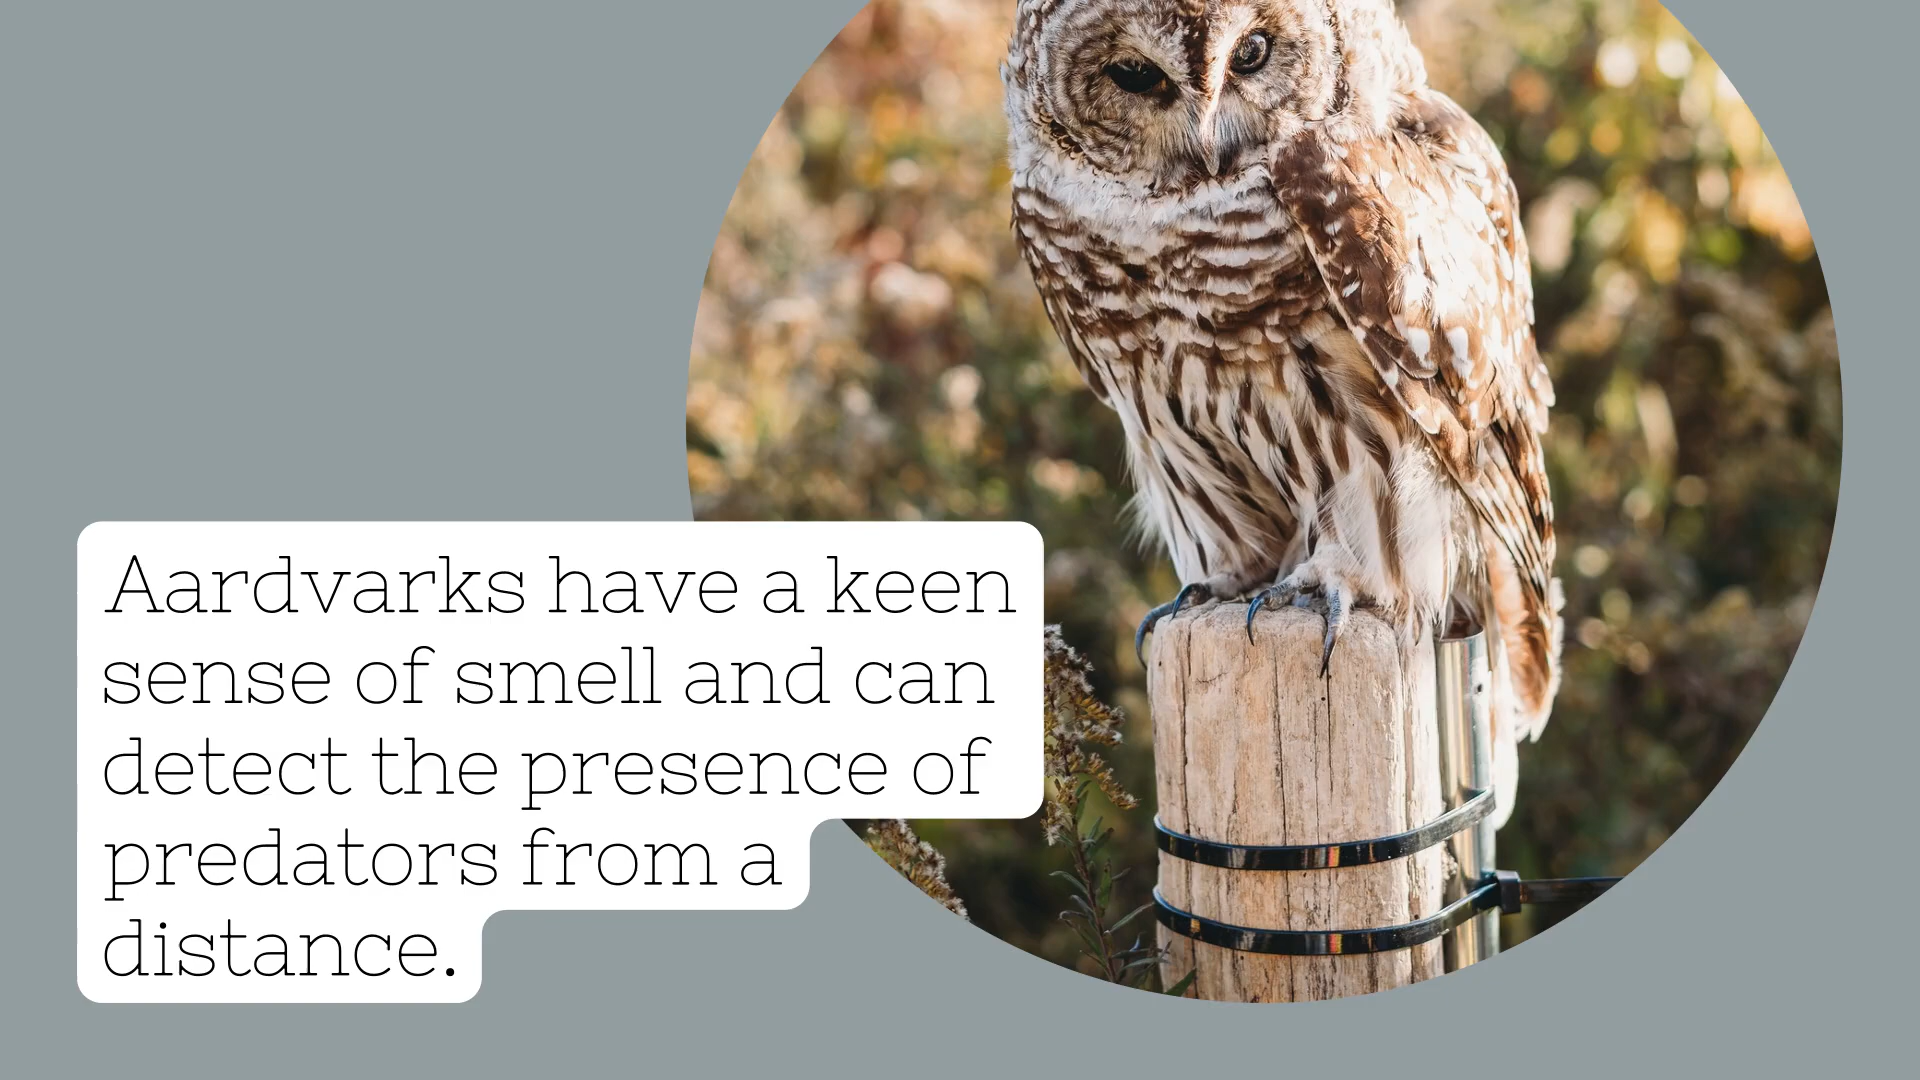 Aardvarks have a keen
sense of smell and can
detect the presence of
predators from a
distance.